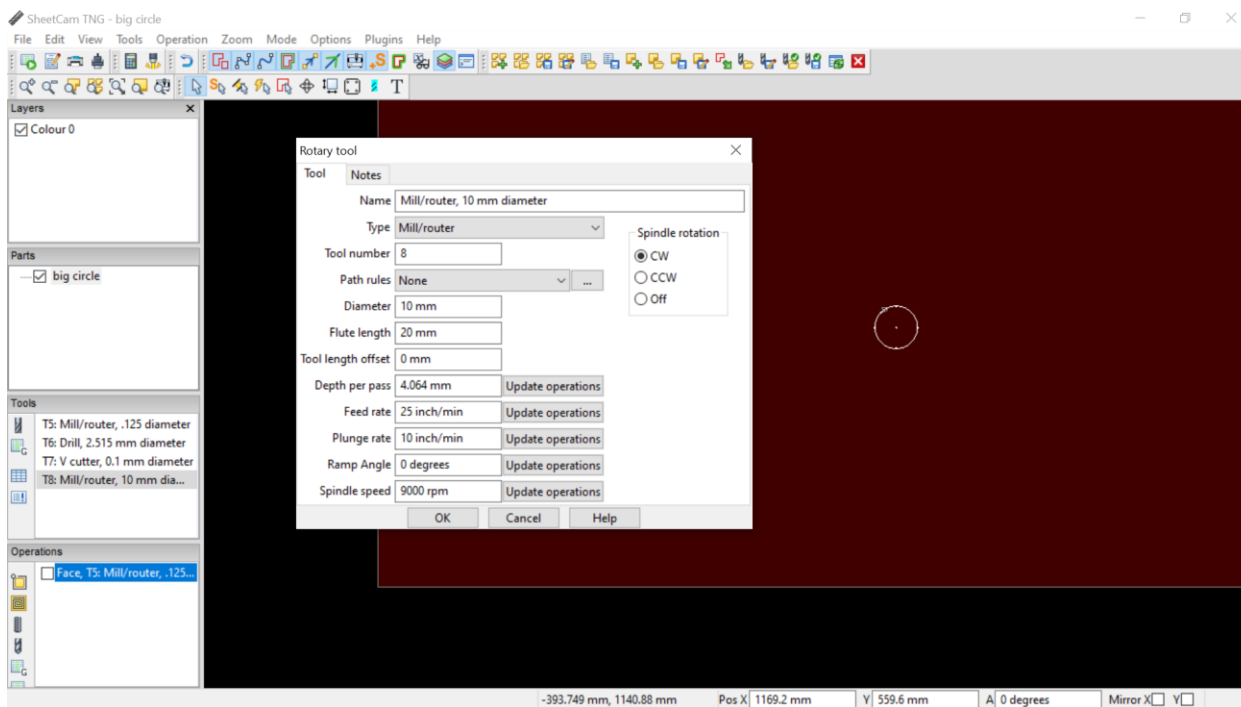 SheetCam TNG - big circle
File Edit View Tools Operation Zoom Mode Options Plugins Help
Layers
Colour 0
Parts
big circle
Tools
T5: Mill/router, .125 diameter
T6: Drill, 2.515 mm diameter
T7: V cutter, 0.1 mm diameter
T8: Mill/router, 10 mm dia...
Operations
Face, T5: Mill/router, .125...
Rotary tool
Tool Notes
Name Mill/router, 10 mm diameter
Type Mill/router
Tool number 8
Path rules None ...
Diameter 10 mm
Flute length 20 mm
Tool length offset 0 mm
Depth per pass 4.064 mm Update operations
Feed rate 25 inch/min Update operations
Plunge rate 10 inch/min Update operations
Ramp Angle 0 degrees Update operations
Spindle speed 9000 rpm Update operations
Spindle rotation
CW
CCW
Off
OK Cancel Help
-393.749 mm, 1140.88 mm Pos X 1169.2 mm Y 559.6 mm A 0 degrees Mirror X Y